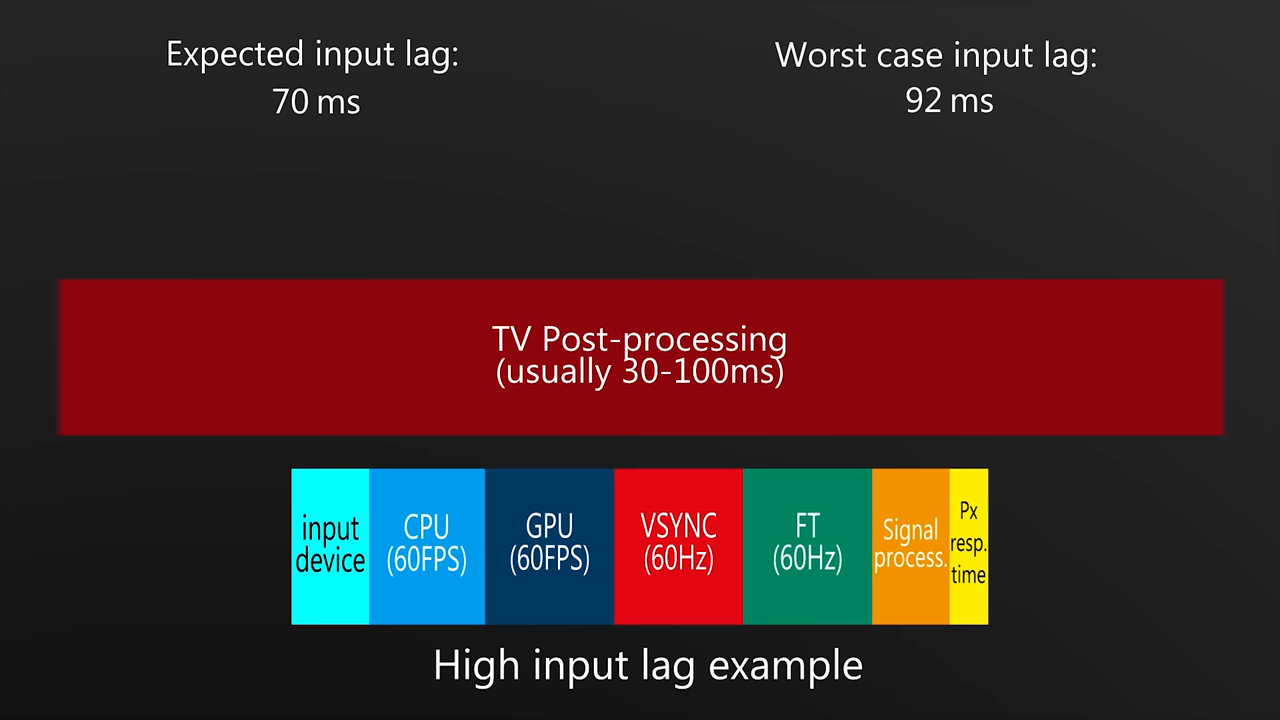 Expected input lag:
70 ms
Worst case input lag:
92 ms
TV Post-processing
(usually 30-100ms)
input
device
CPU
(60FPS)
GPU
(60FPS)
VSYNC
(60Hz)
FT
(60Hz)
Signal
process.
Px
resp.
time
High input lag example